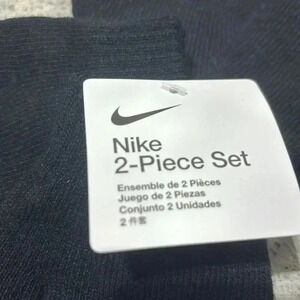 Nike
2-Piece Set
Ensemble de 2 Pièces
Juego de 2 Piezas
Conjunto 2 Unidades
2 件套